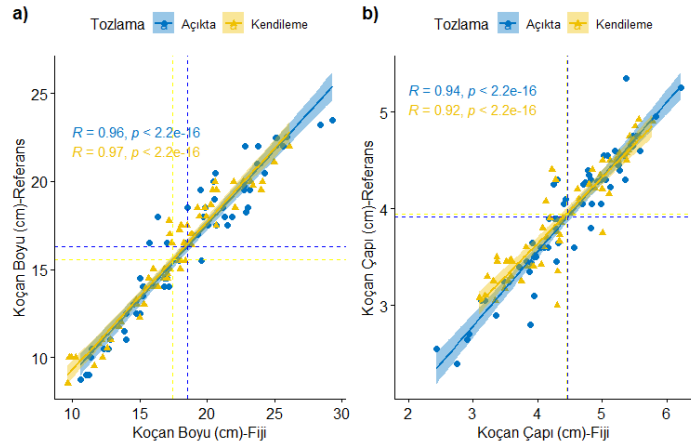 a)
Tozlama Açıkta Kendileme
R = 0.96, p < 2.2e-16
R = 0.97, p < 2.2e-16
Koçan Boyu (cm)-Referans
25
20
15
10
10 15 20 25 30
Koçan Boyu (cm)-Fiji
b)
Tozlama Açıkta Kendileme
R = 0.94, p < 2.2e-16
R = 0.92, p < 2.2e-16
Koçan Çapı (cm)-Referans
5
4
3
2 3 4 5 6
Koçan Çapı (cm)-Fiji